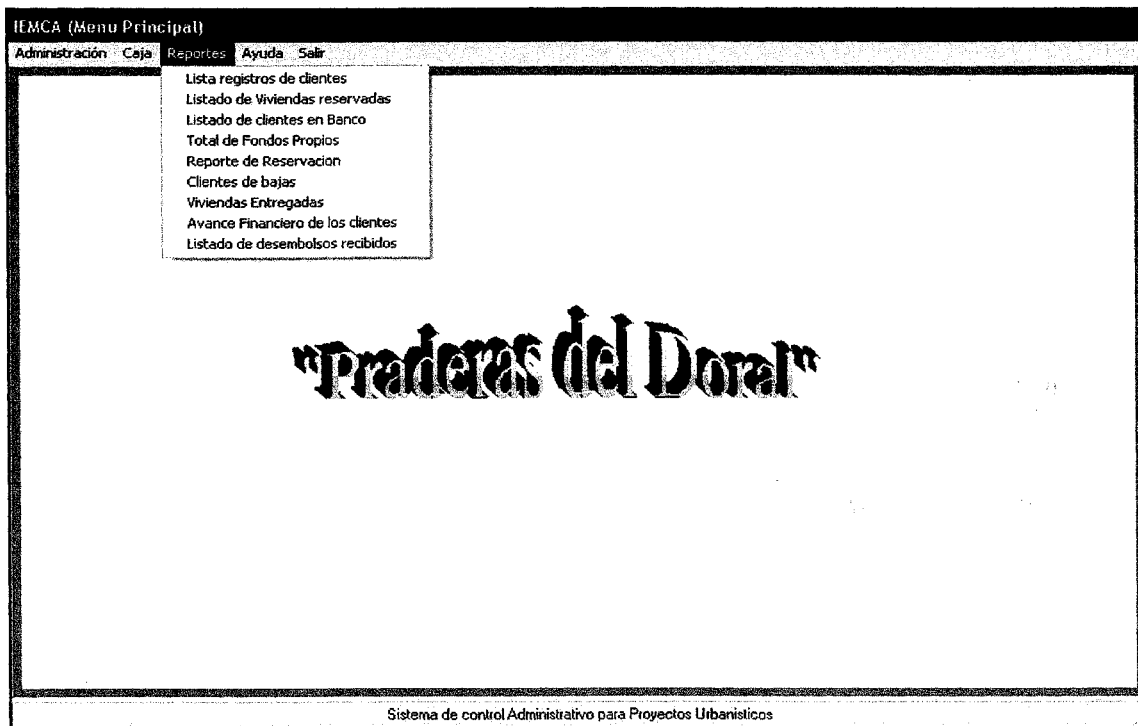 IEMCA (Menu Principal)
Administración Caja Reportes Ayuda Salir
Lista registros de clientes
Listado de Viviendas reservadas
Listado de clientes en Banco
Total de Fondos Propios
Reporte de Reservacion
Clientes de bajas
Viviendas Entregadas
Avance Financiero de los clientes
Listado de desembolsos recibidos
"Praderas del Doral"
Sistema de control Administrativo para Proyectos Urbanisticos